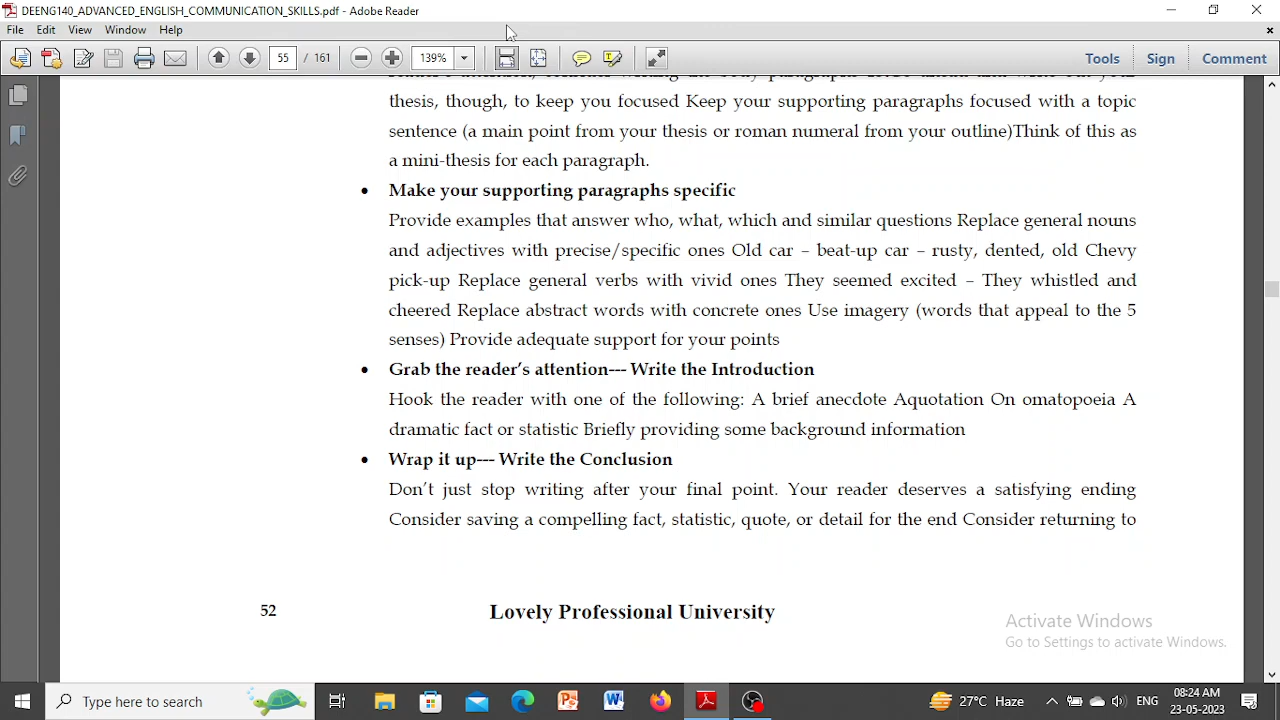 DEENG140_ADVANCED_ENGLISH_COMMUNICATION_SKILLS.pdf - Adobe Reader
File Edit View Window Help
55 / 161 139% Tools Sign Comment
thesis, though, to keep you focused Keep your supporting paragraphs focused with a topic
sentence (a main point from your thesis or roman numeral from your outline)Think of this as
a mini-thesis for each paragraph.
• Make your supporting paragraphs specific
Provide examples that answer who, what, which and similar questions Replace general nouns
and adjectives with precise/specific ones Old car – beat-up car – rusty, dented, old Chevy
pick-up Replace general verbs with vivid ones They seemed excited – They whistled and
cheered Replace abstract words with concrete ones Use imagery (words that appeal to the 5
senses) Provide adequate support for your points
• Grab the reader's attention--- Write the Introduction
Hook the reader with one of the following: A brief anecdote Aquotation On omatopoeia A
dramatic fact or statistic Briefly providing some background information
• Wrap it up--- Write the Conclusion
Don't just stop writing after your final point. Your reader deserves a satisfying ending
Consider saving a compelling fact, statistic, quote, or detail for the end Consider returning to
52 Lovely Professional University
Activate Windows
Go to Settings to activate Windows.
Type here to search 27°C Haze ENG 08:24 AM
23-05-2023